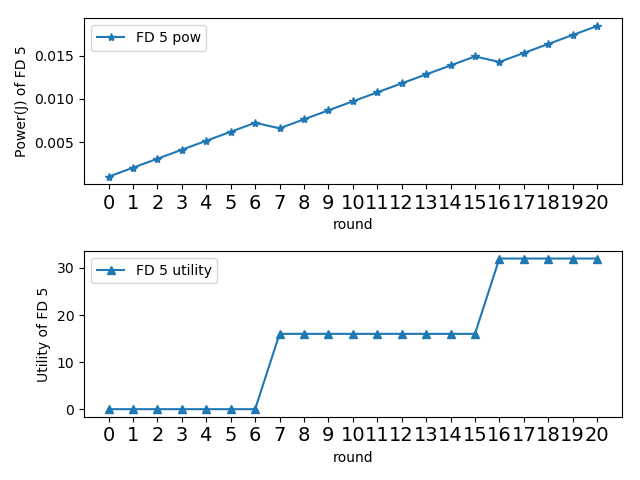 FD 5 pow
Power(J) of FD 5
0.015
0.010
0.005
0 1 2 3 4 5 6 7 8 9 10 11 12 13 14 15 16 17 18 19 20
round
FD 5 utility
Utility of FD 5
30
20
10
0
0 1 2 3 4 5 6 7 8 9 10 11 12 13 14 15 16 17 18 19 20
round